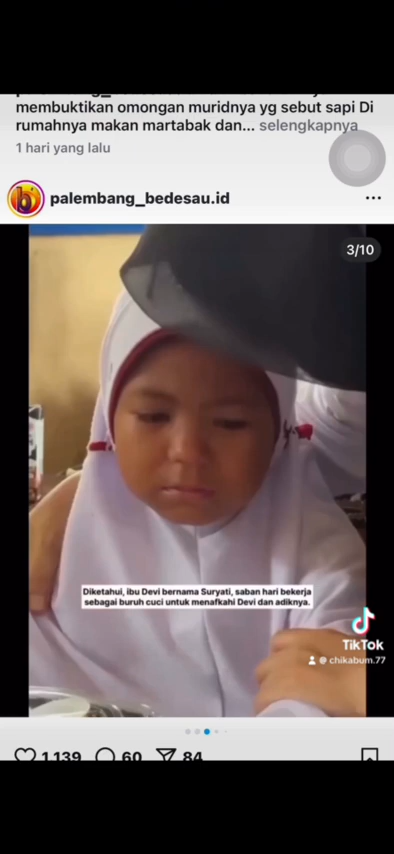 membuktikan omongan muridnya yg sebut sapi Di
rumahnya makan martabak dan... selengkapnya
1 hari yang lalu
palembang_bedesau.id
3/10
Diketahui, ibu Devi bernama Suryati, saban hari bekerja
sebagai buruh cuci untuk menafkahi Devi dan adiknya.
TikTok
@ chikabum.77
1.139 60 84